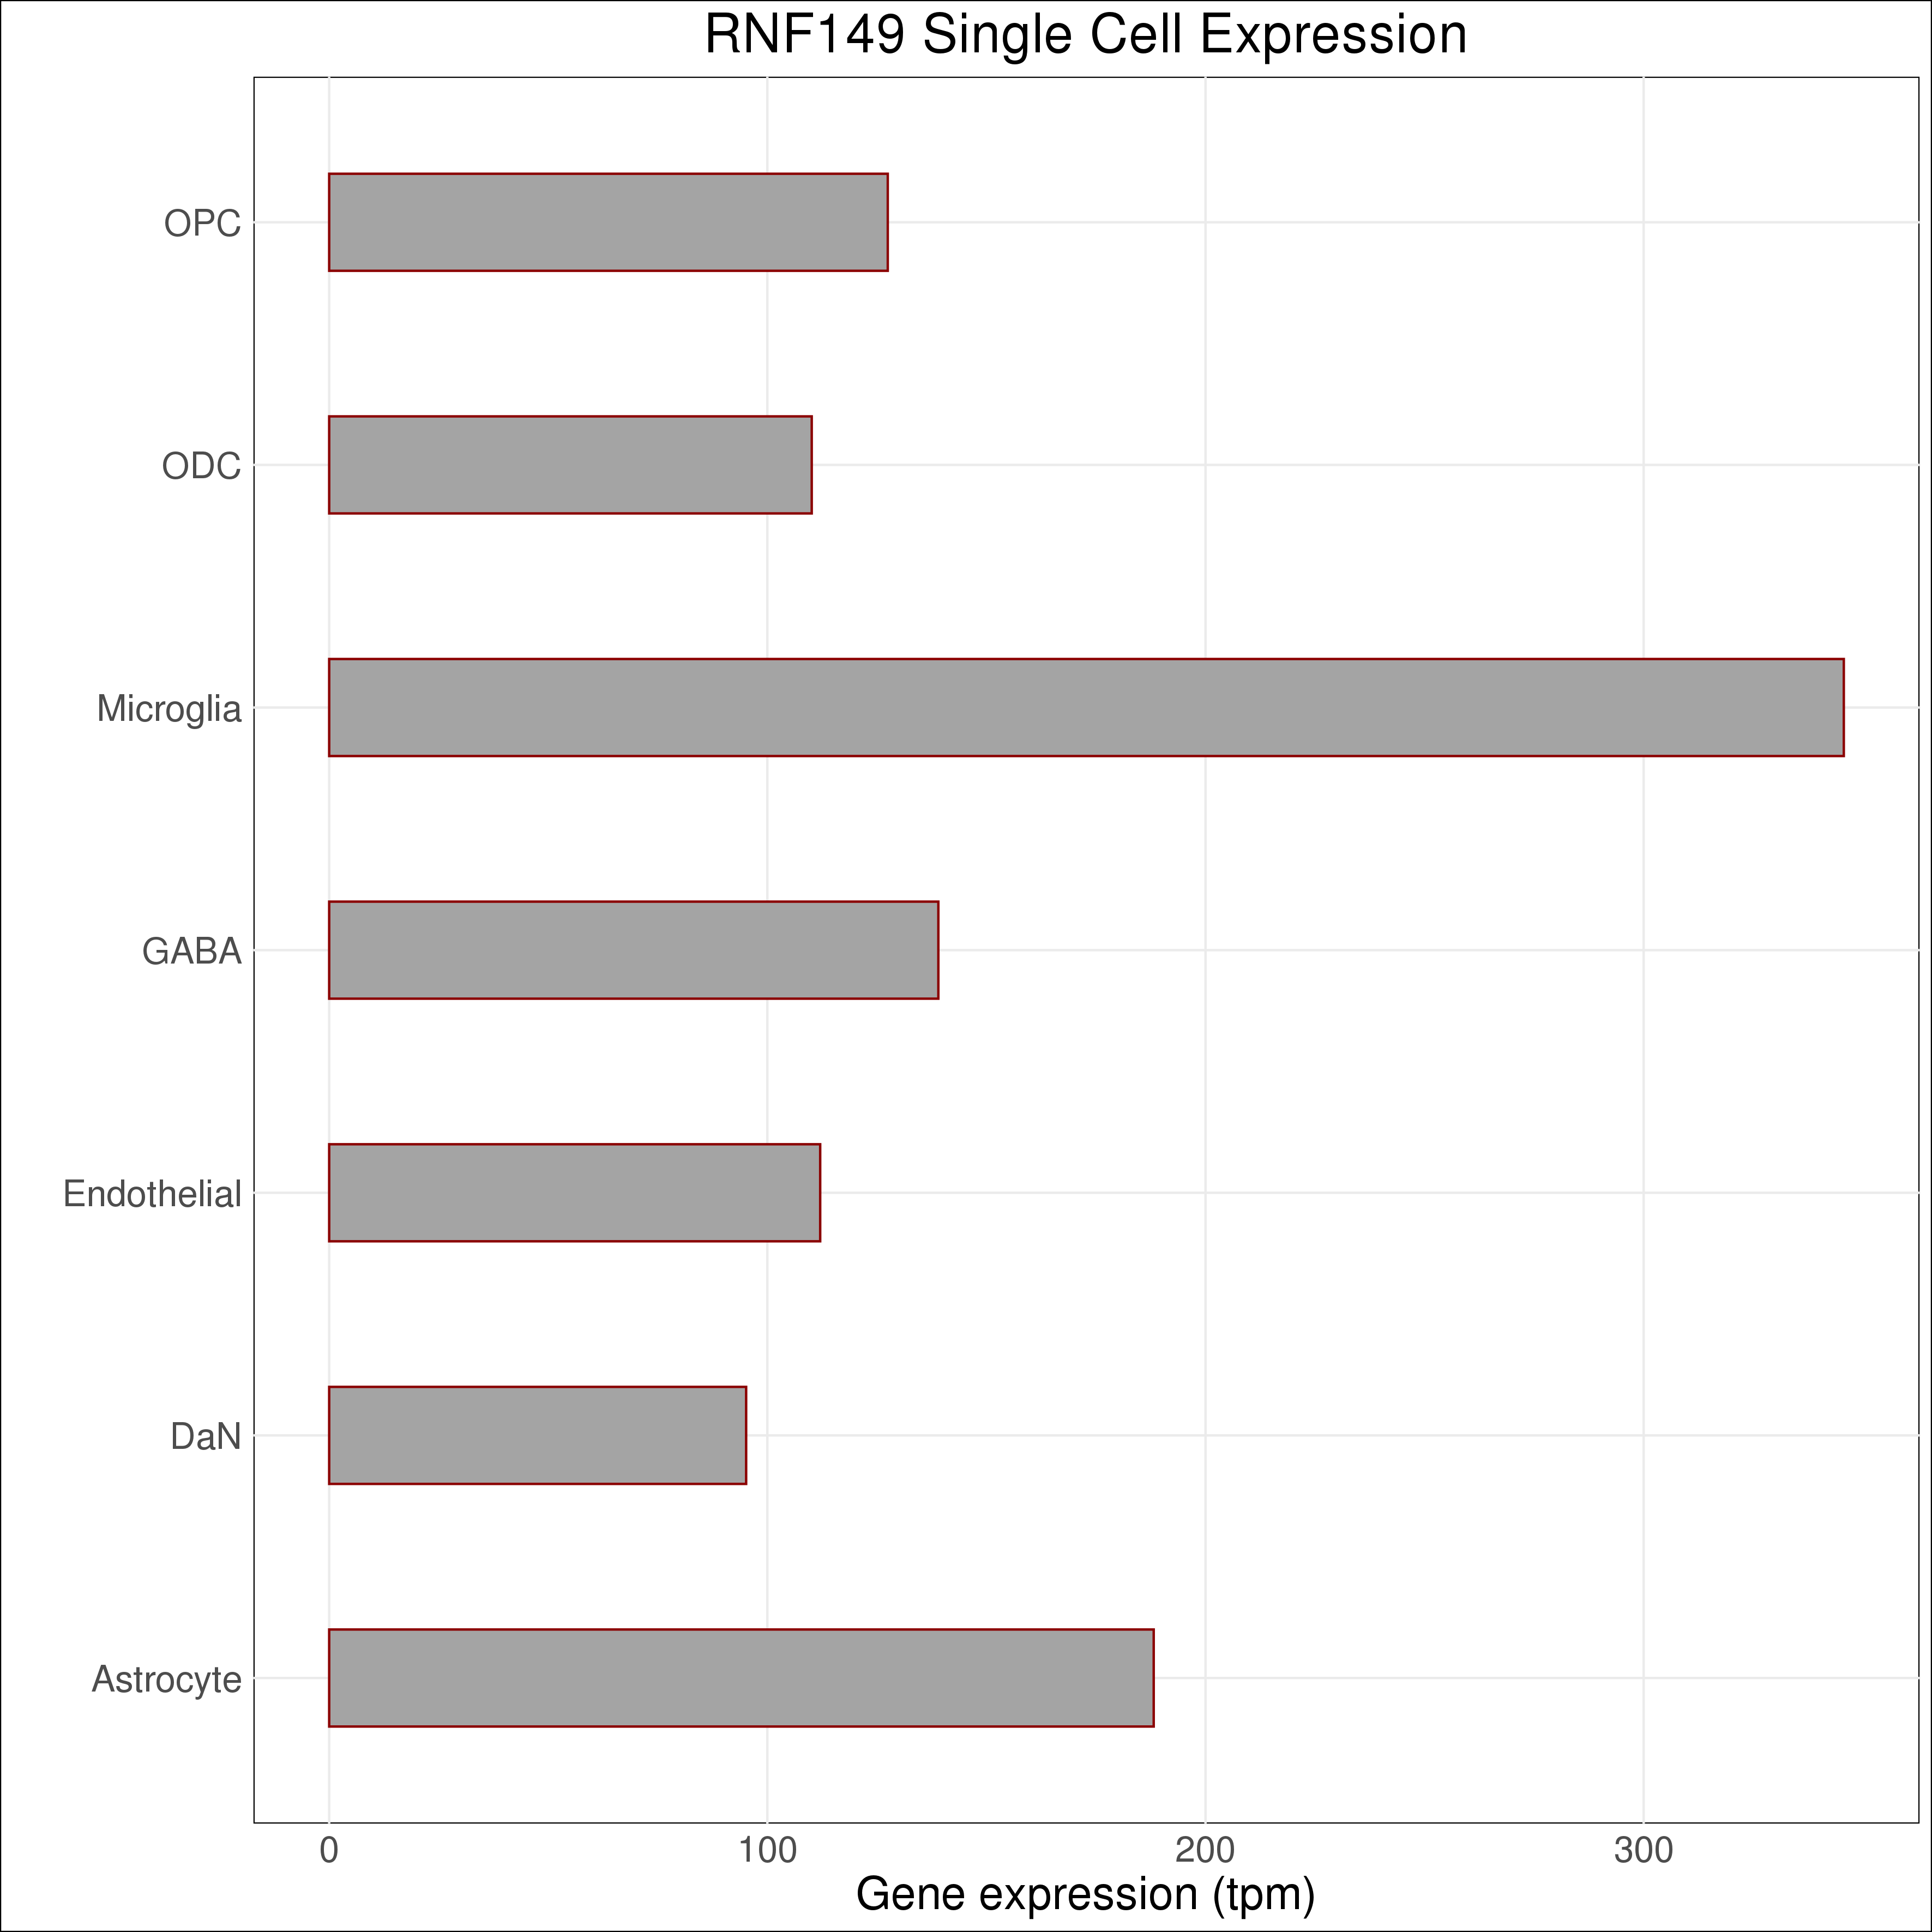 RNF149 Single Cell Expression
OPC
ODC
Microglia
GABA
Endothelial
DaN
Astrocyte
0 100 200 300
Gene expression (tpm)